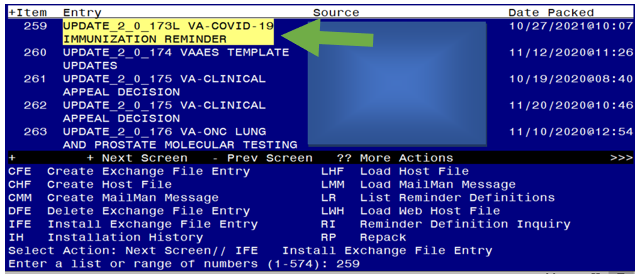 +Item Entry Source Date Packed
259 UPDATE_2_0_173L VA-COVID-19 10/27/2021@10:07
IMMUNIZATION REMINDER
260 UPDATE_2_0_174 VAAES TEMPLATE 11/12/2020@11:26
UPDATES
261 UPDATE_2_0_175 VA-CLINICAL 10/19/2020@08:40
APPEAL DECISION
262 UPDATE_2_0_175 VA-CLINICAL 11/20/2020@10:46
APPEAL DECISION
263 UPDATE_2_0_176 VA-ONC LUNG 11/10/2020@12:54
AND PROSTATE MOLECULAR TESTING
+ + Next Screen - Prev Screen ?? More Actions >>>
CFE Create Exchange File Entry LHF Load Host File
CHF Create Host File LMM Load MailMan Message
CMM Create MailMan Message LR List Reminder Definitions
DFE Delete Exchange File Entry LWH Load Web Host File
IFE Install Exchange File Entry RI Reminder Definition Inquiry
IH Installation History RP Repack
Select Action: Next Screen// IFE Install Exchange File Entry
Enter a list or range of numbers (1-574): 259